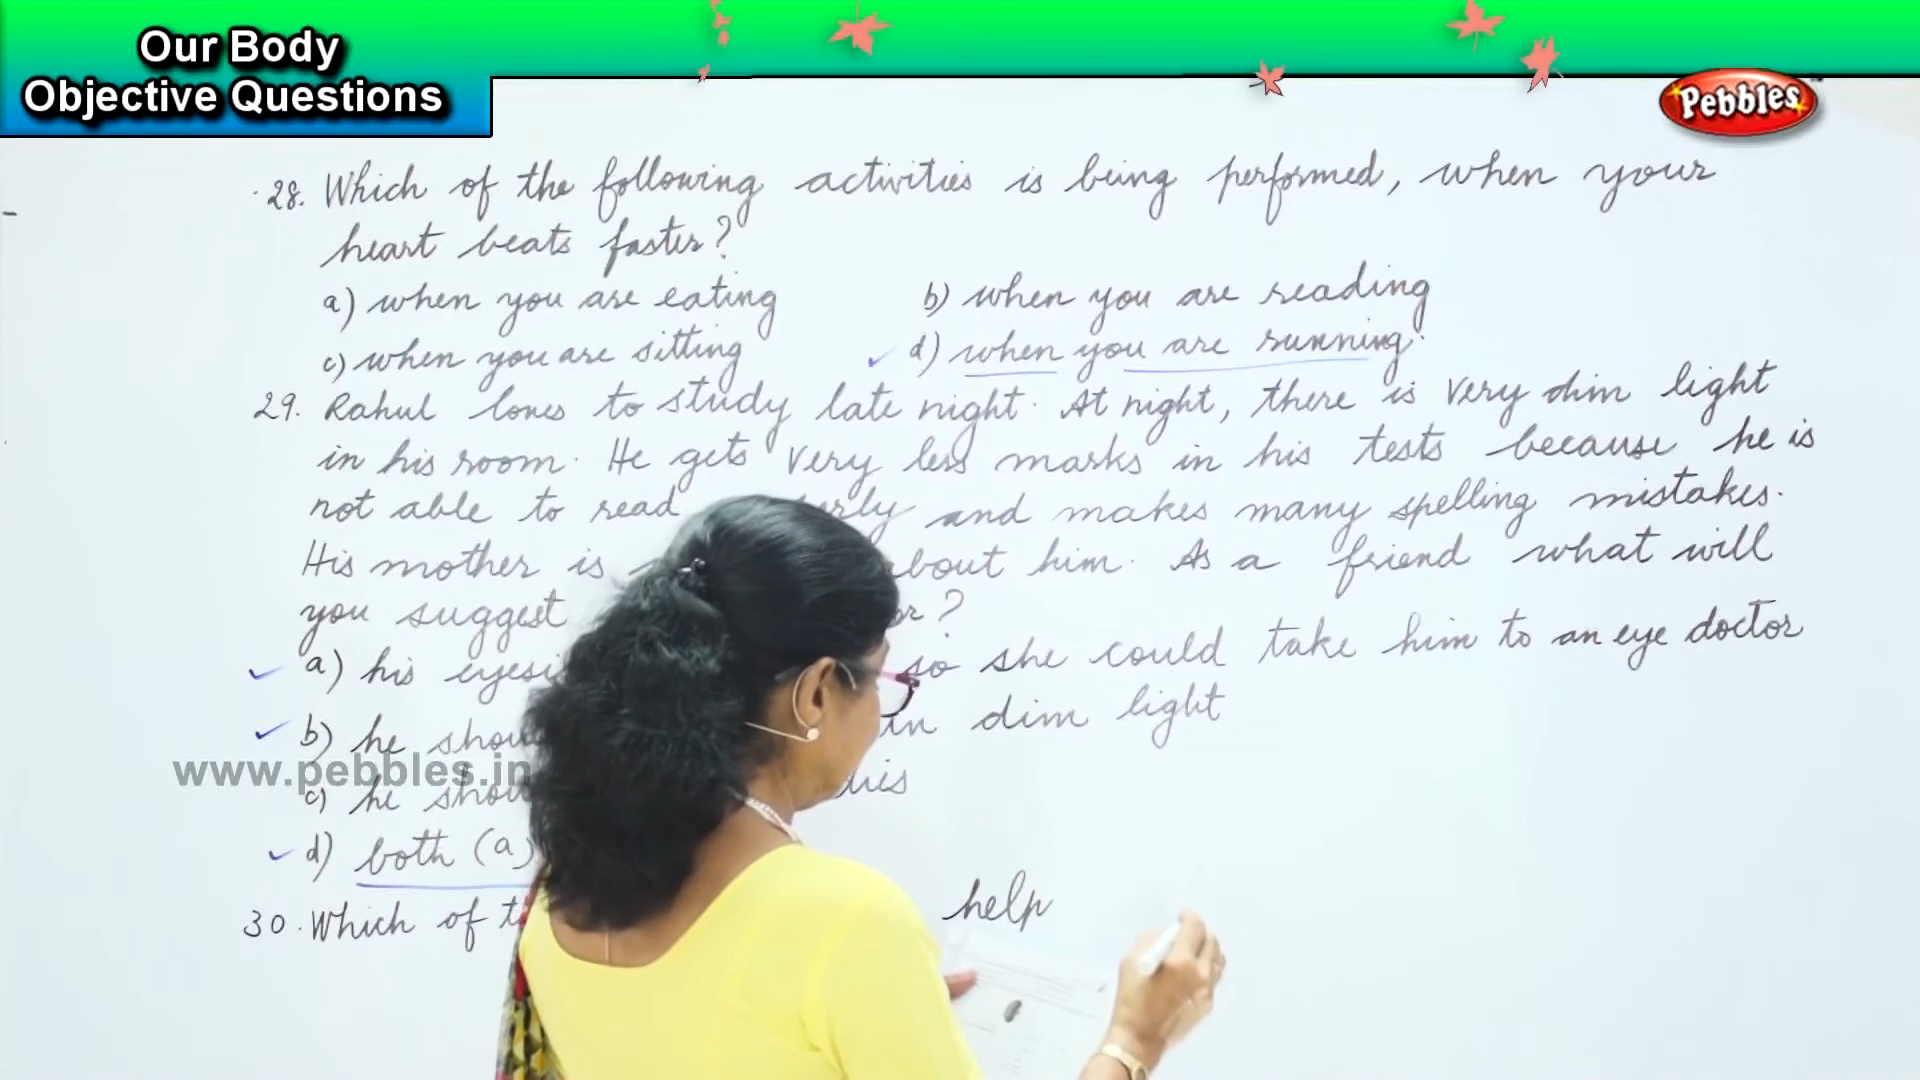 Our Body
Objective Questions
Pebbles
28. Which of the following activities is being performed, when your
heart beats faster?
a) when you are eating b) when you are reading
c) when you are sitting d) when you are running.
29. Rahul loves to study late night. At night, there is very dim light
in his room. He gets very less marks in his tests because he is
not able to read and makes many spelling mistakes.
His mother is about him. As a friend what will
you suggest ?
a) his so she could take him to an eye doctor
b) he in dim light
www.pebbles.in
c) he
d) both (a)
30. Which of help